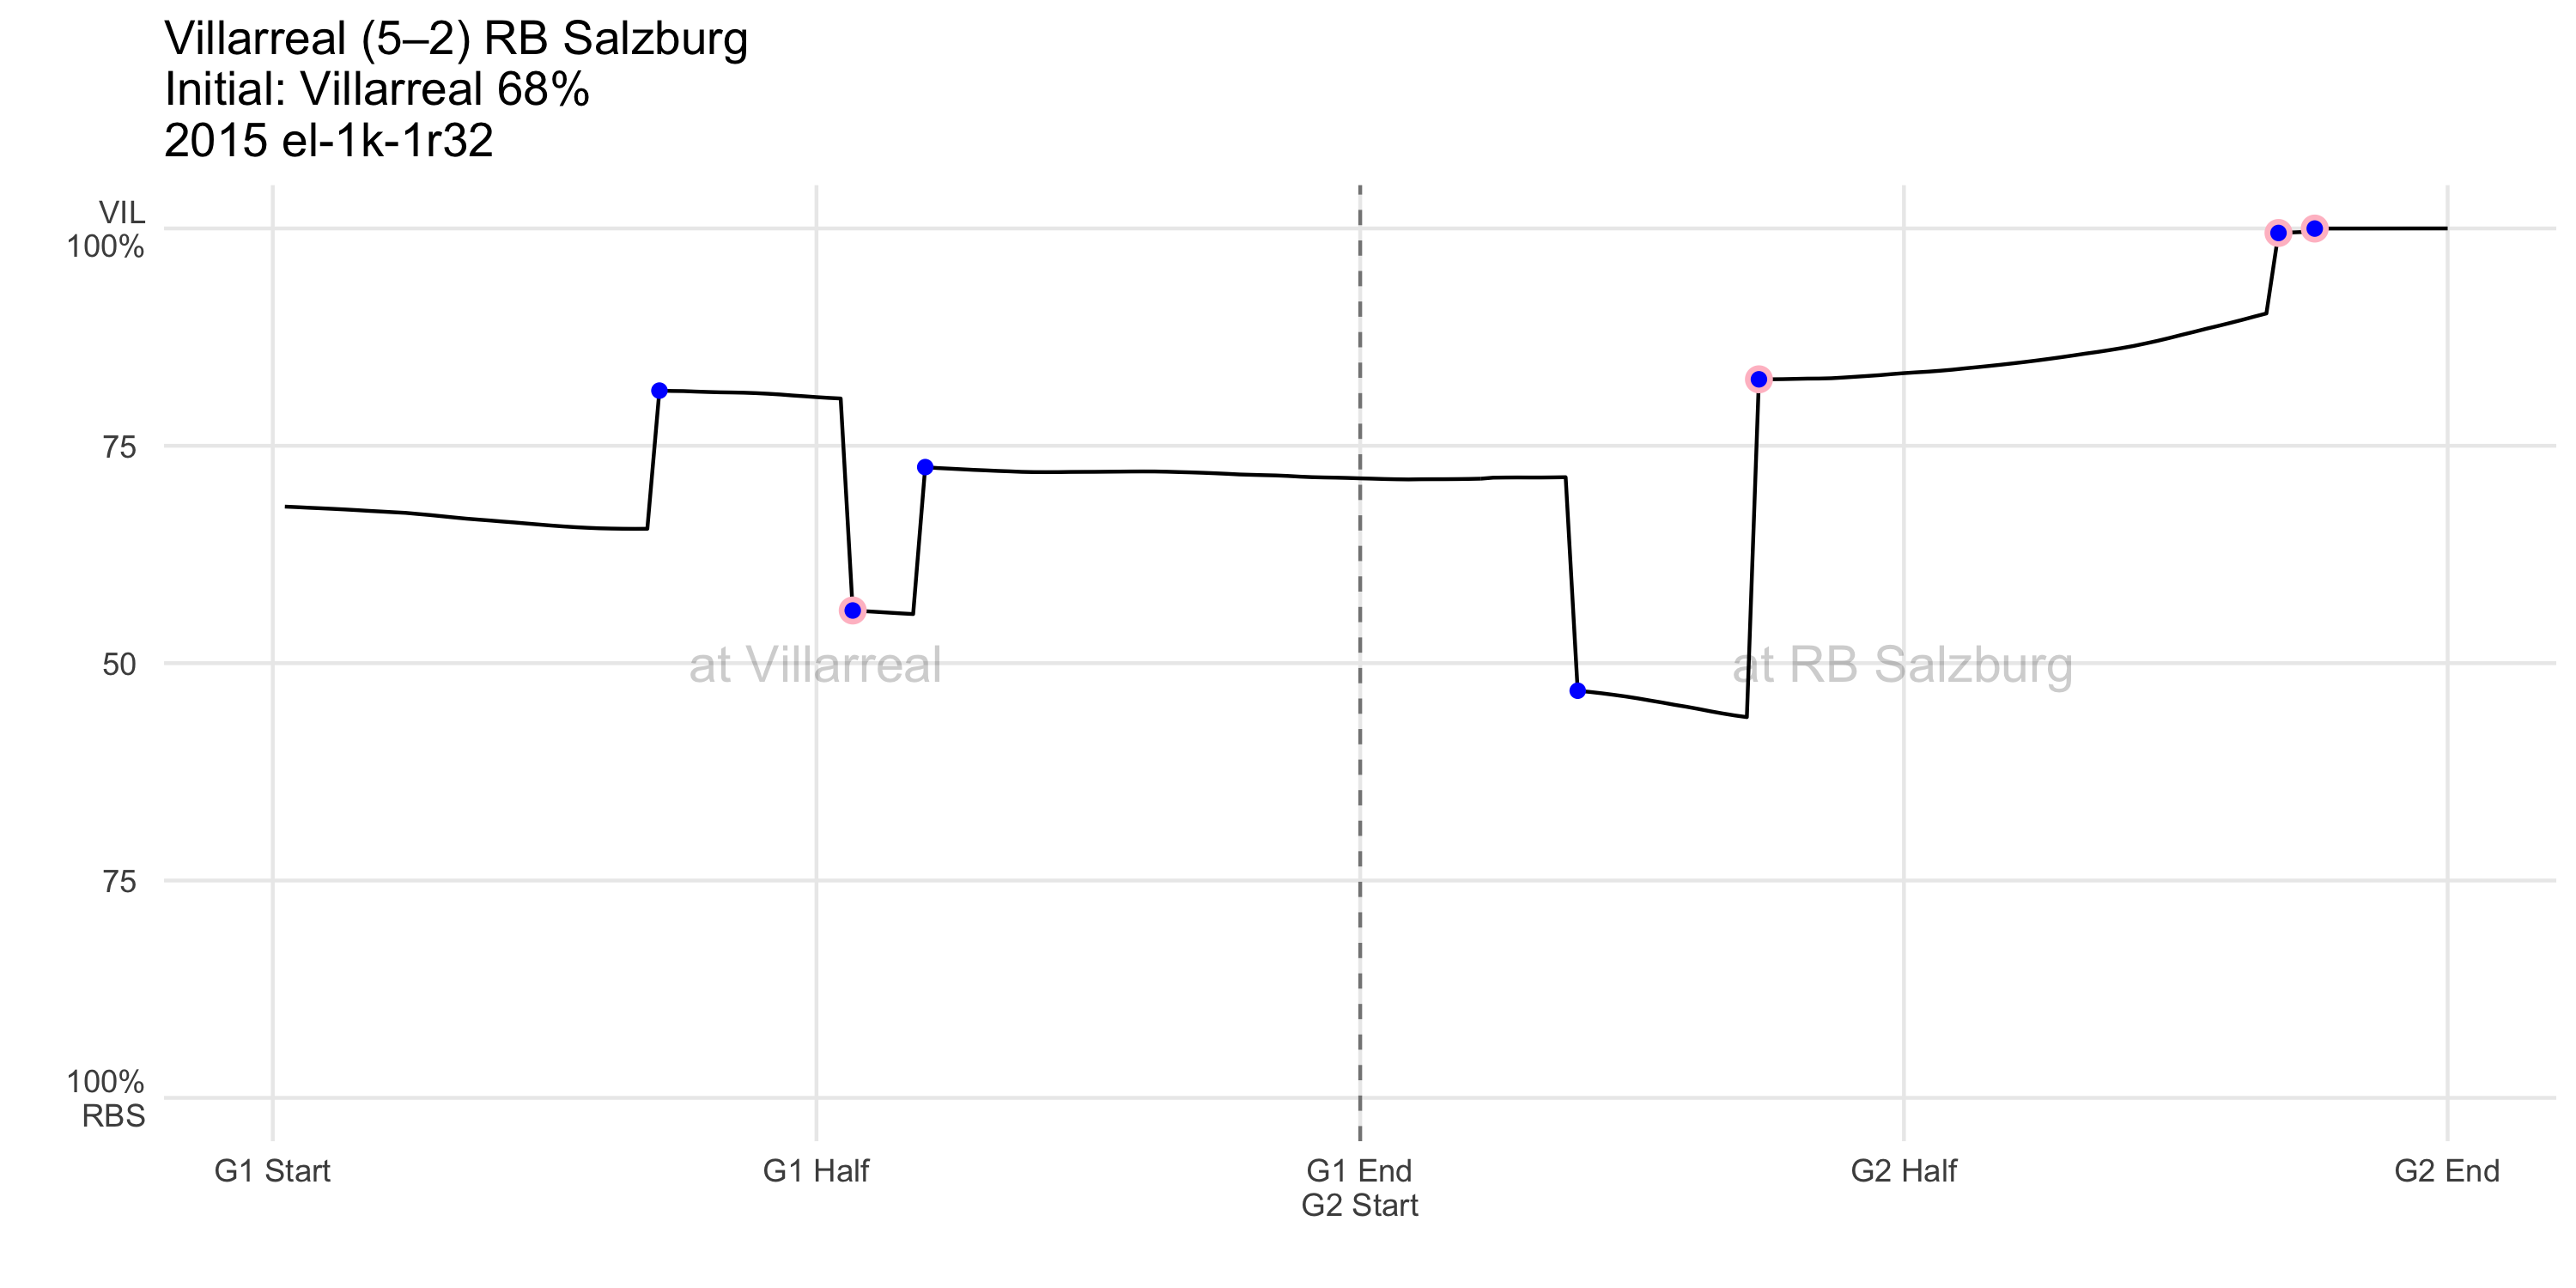 Villarreal (5–2) RB Salzburg
Initial: Villarreal 68%
2015 el-1k-1r32
VIL
100%
75
50
75
100%
RBS
at Villarreal
at RB Salzburg
G1 Start
G1 Half
G1 End
G2 Start
G2 Half
G2 End